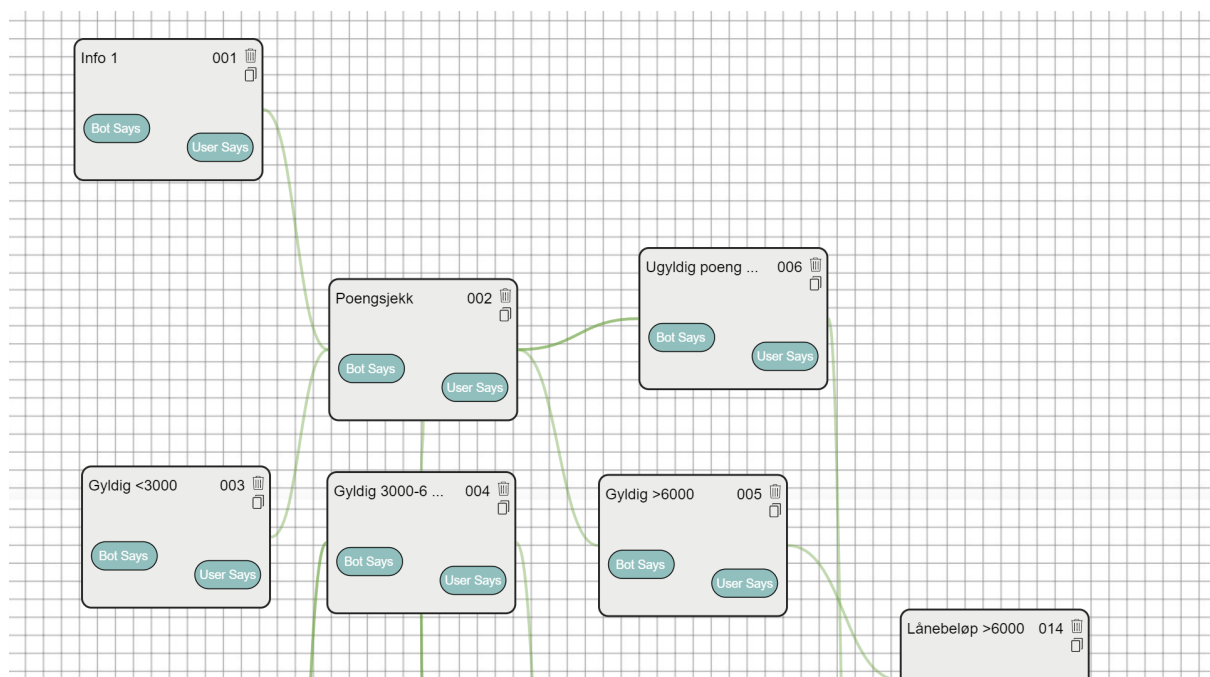 Info 1 001
Bot Says
User Says
Poengsjekk 002
Bot Says
User Says
Ugyldig poeng ... 006
Bot Says
User Says
Gyldig <3000 003
Bot Says
User Says
Gyldig 3000-6 ... 004
Bot Says
User Says
Gyldig >6000 005
Bot Says
User Says
Lånebeløp >6000 014